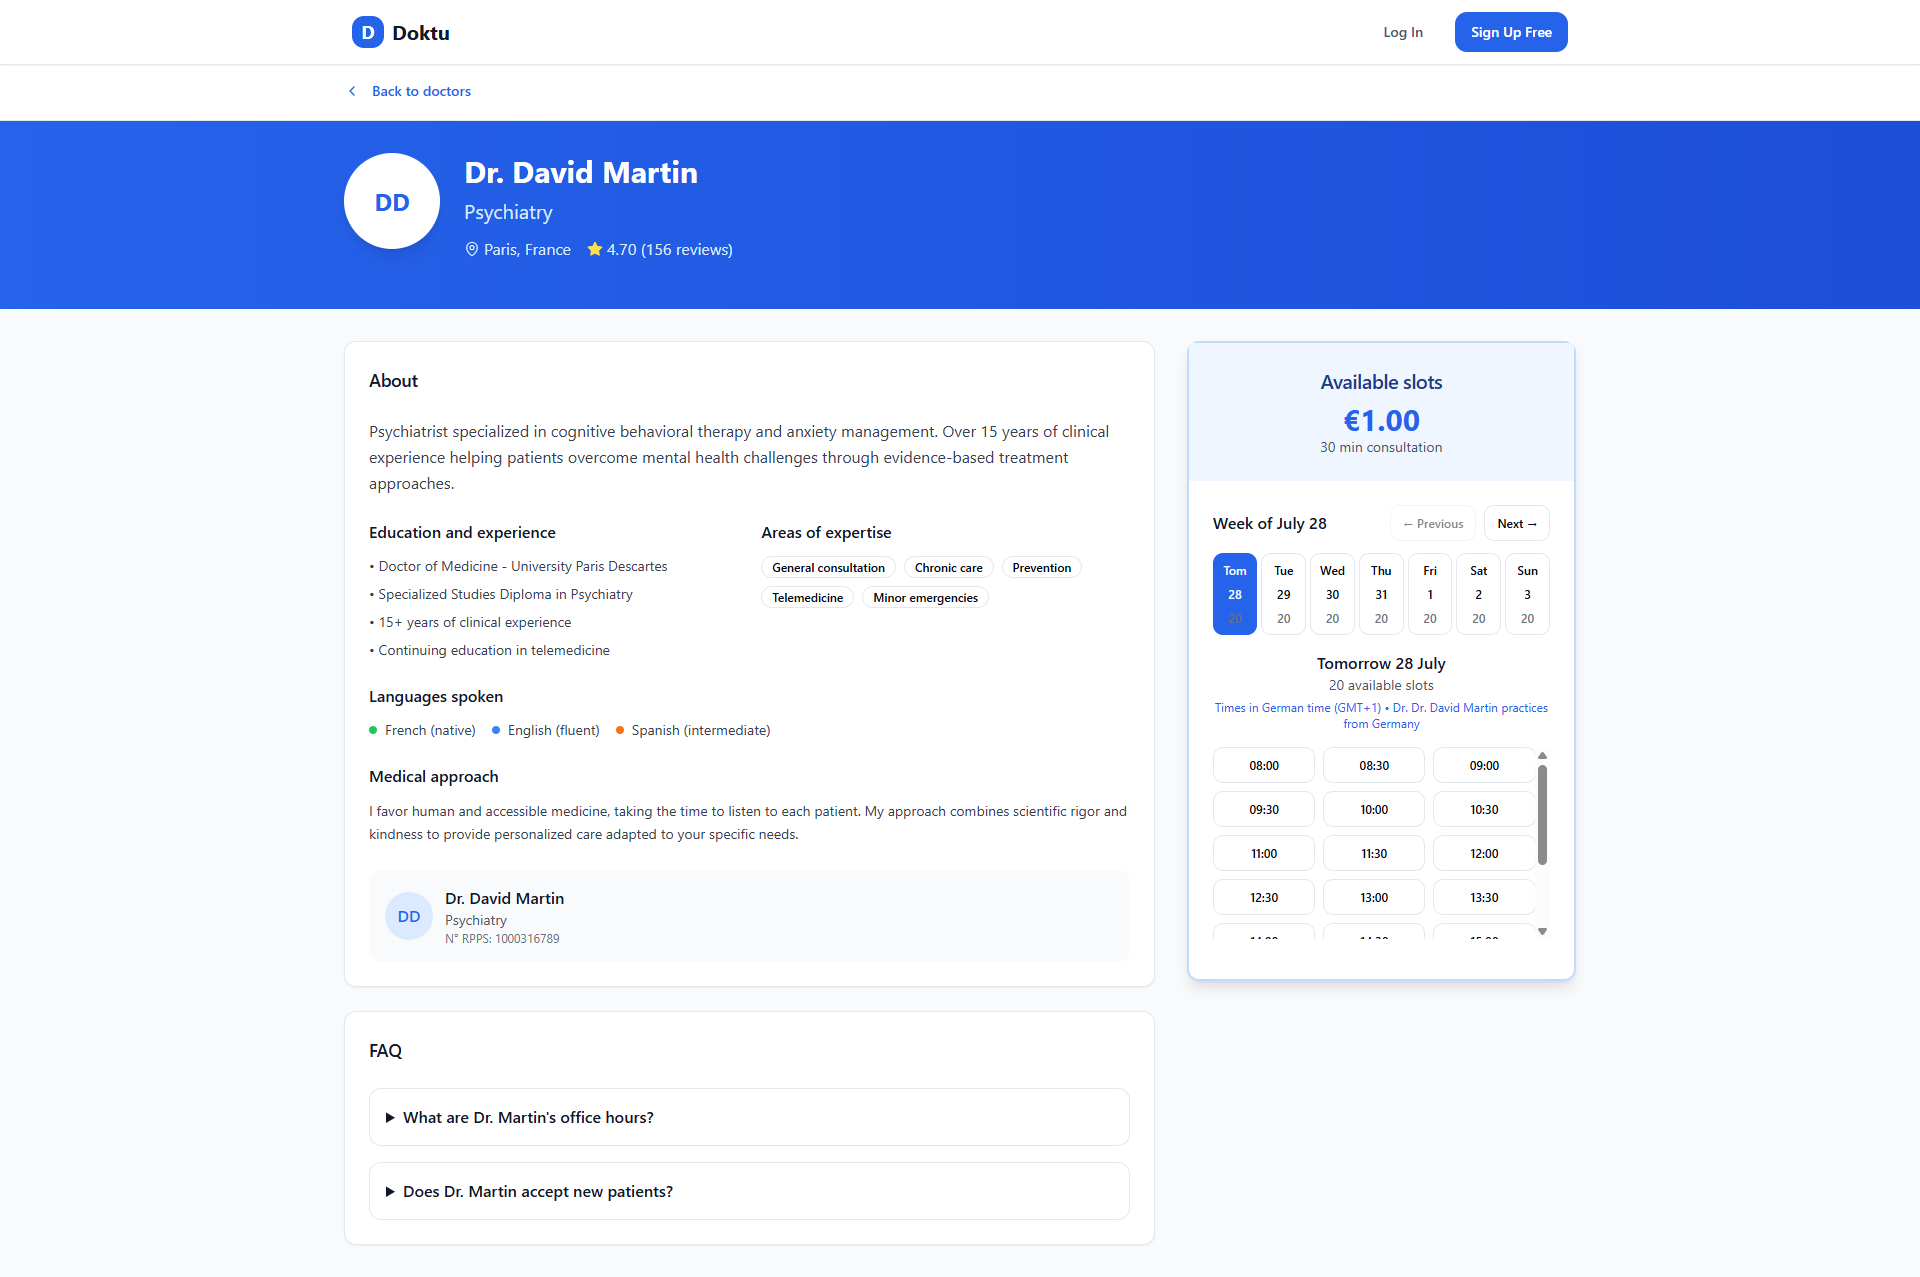 D Doktu
Log In
Sign Up Free
Back to doctors
DD
Dr. David Martin
Psychiatry
Paris, France 4.70 (156 reviews)
About
Psychiatrist specialized in cognitive behavioral therapy and anxiety management. Over 15 years of clinical
experience helping patients overcome mental health challenges through evidence-based treatment
approaches.
Education and experience
• Doctor of Medicine - University Paris Descartes
• Specialized Studies Diploma in Psychiatry
• 15+ years of clinical experience
• Continuing education in telemedicine
Areas of expertise
General consultation Chronic care Prevention
Telemedicine Minor emergencies
Languages spoken
French (native) English (fluent) Spanish (intermediate)
Medical approach
I favor human and accessible medicine, taking the time to listen to each patient. My approach combines scientific rigor and
kindness to provide personalized care adapted to your specific needs.
DD
Dr. David Martin
Psychiatry
N° RPPS: 1000316789
FAQ
What are Dr. Martin's office hours?
Does Dr. Martin accept new patients?
Available slots
€1.00
30 min consultation
Week of July 28
← Previous
Next →
Tom Tue Wed Thu Fri Sat Sun
28 29 30 31 1 2 3
20 20 20 20 20 20 20
Tomorrow 28 July
20 available slots
Times in German time (GMT+1) • Dr. Dr. David Martin practices
from Germany
08:00 08:30 09:00
09:30 10:00 10:30
11:00 11:30 12:00
12:30 13:00 13:30